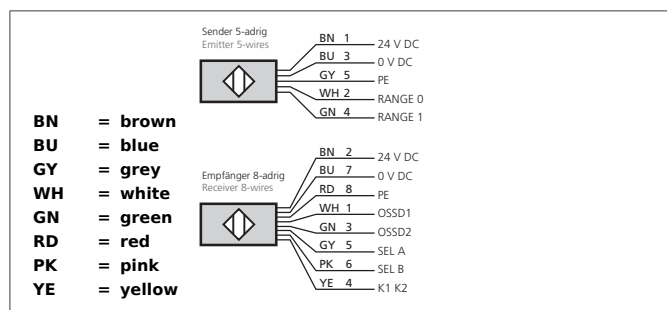 Sender 5-adrig
Emitter 5-wires
BN 1 24 V DC
BU 3 0 V DC
GY 5 PE
WH 2 RANGE 0
GN 4 RANGE 1
BN = brown
BU = blue
GY = grey
WH = white
GN = green
RD = red
PK = pink
YE = yellow
Empfänger 8-adrig
Receiver 8-wires
BN 2 24 V DC
BU 7 0 V DC
RD 8 PE
WH 1 OSSD1
GN 3 OSSD2
GY 5 SEL A
PK 6 SEL B
YE 4 K1 K2